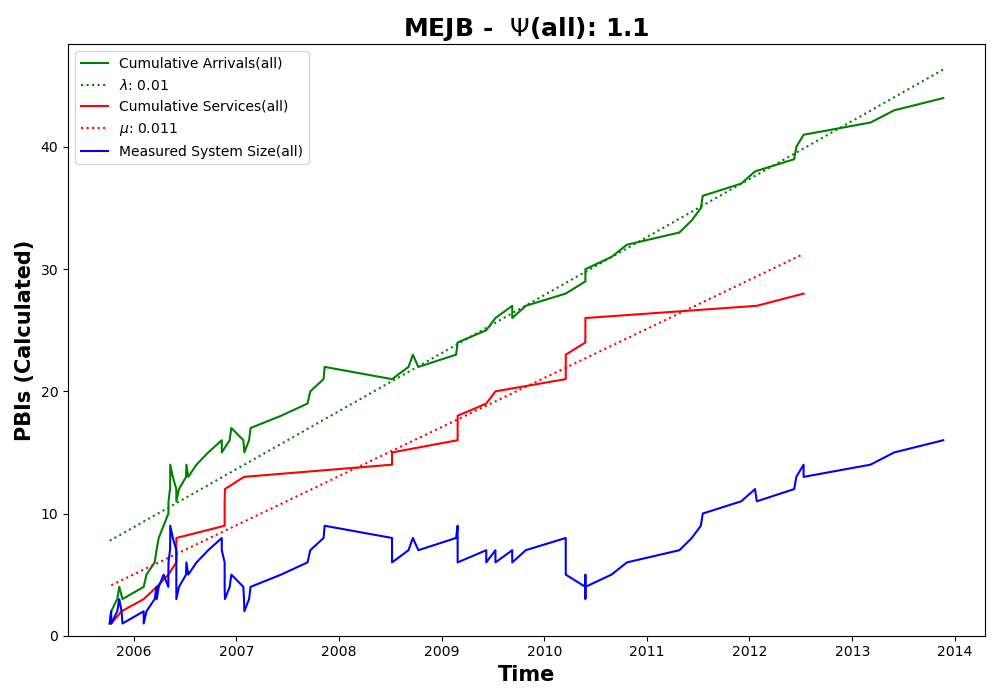 MEJB - Ψ(all): 1.1
Cumulative Arrivals(all)
λ: 0.01
Cumulative Services(all)
μ: 0.011
Measured System Size(all)
PBIs (Calculated)
40
30
20
10
0
2006 2007 2008 2009 2010 2011 2012 2013 2014
Time